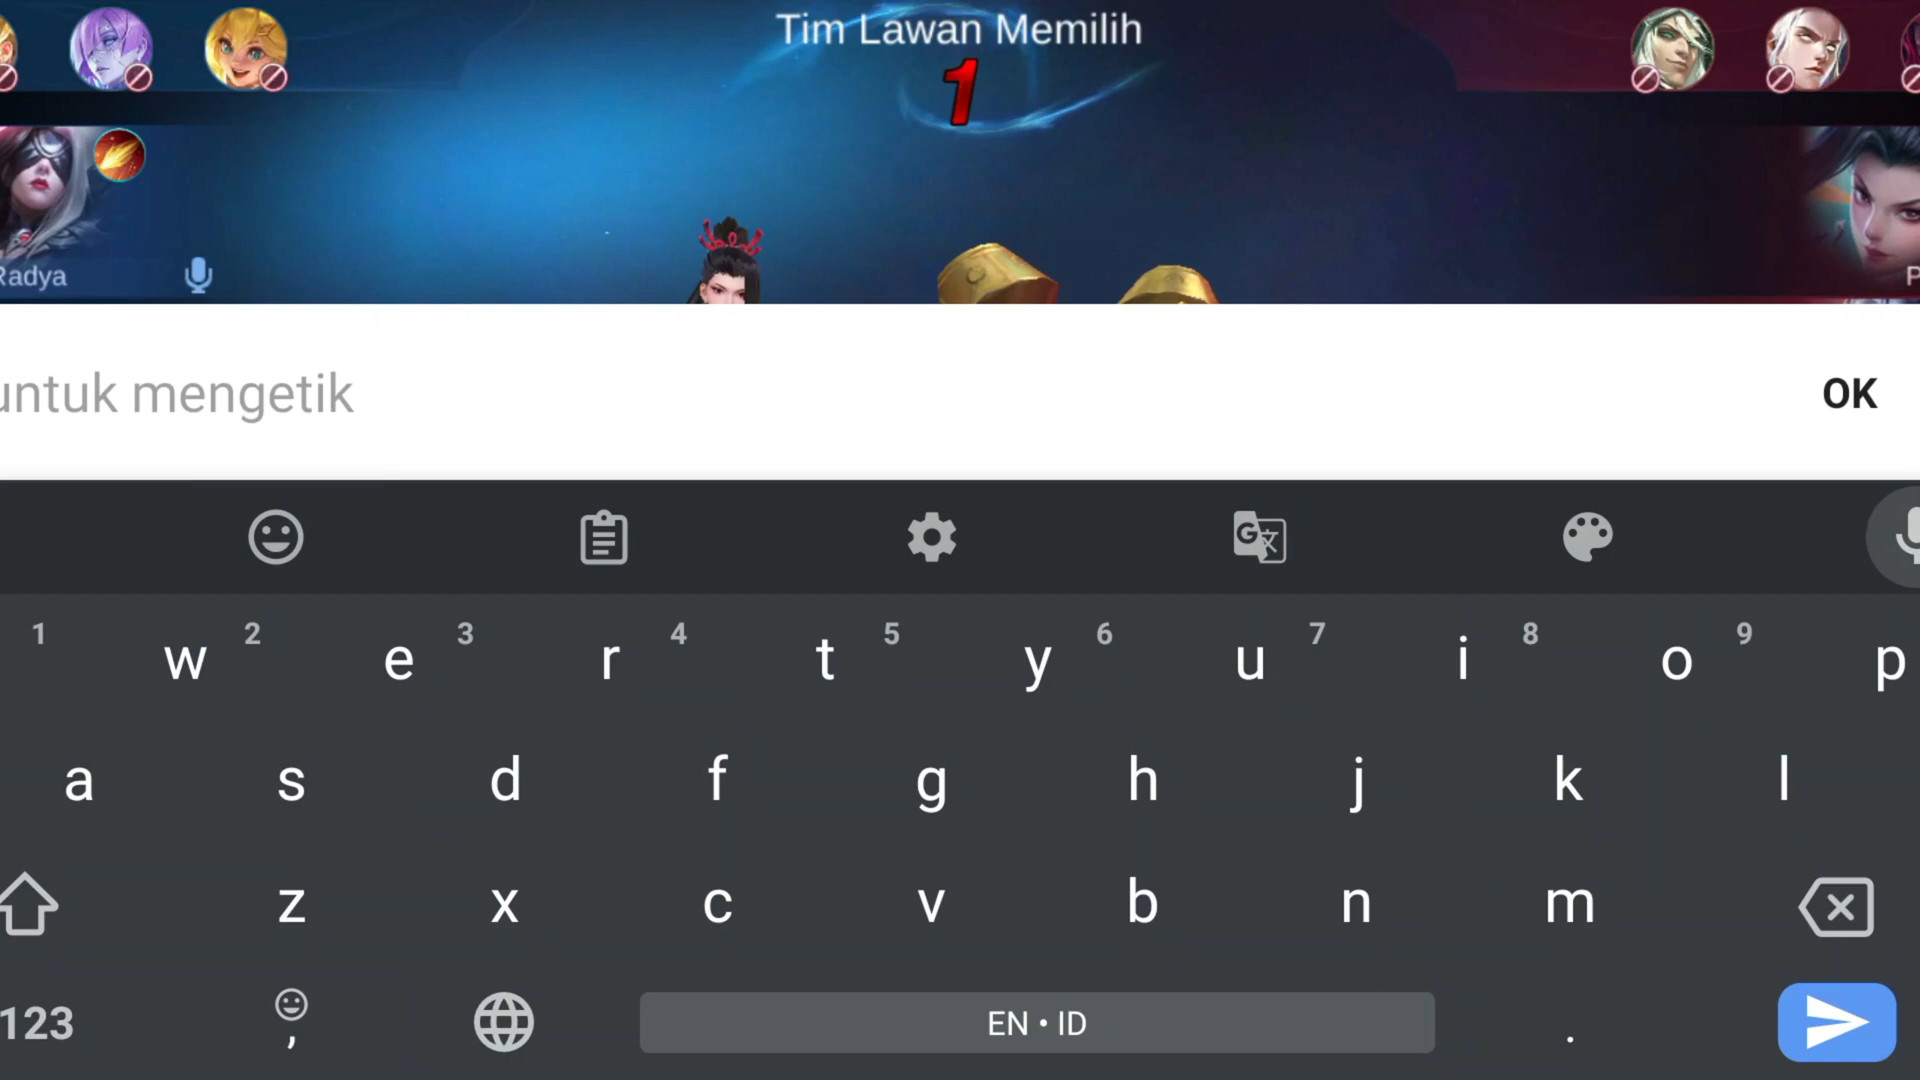 Tim Lawan Memilih
1
Radya
P
untuk mengetik
OK
1 2 3 4 5 6 7 8 9
w e r t y u i o p
a s d f g h j k l
z x c v b n m
123 , EN • ID .